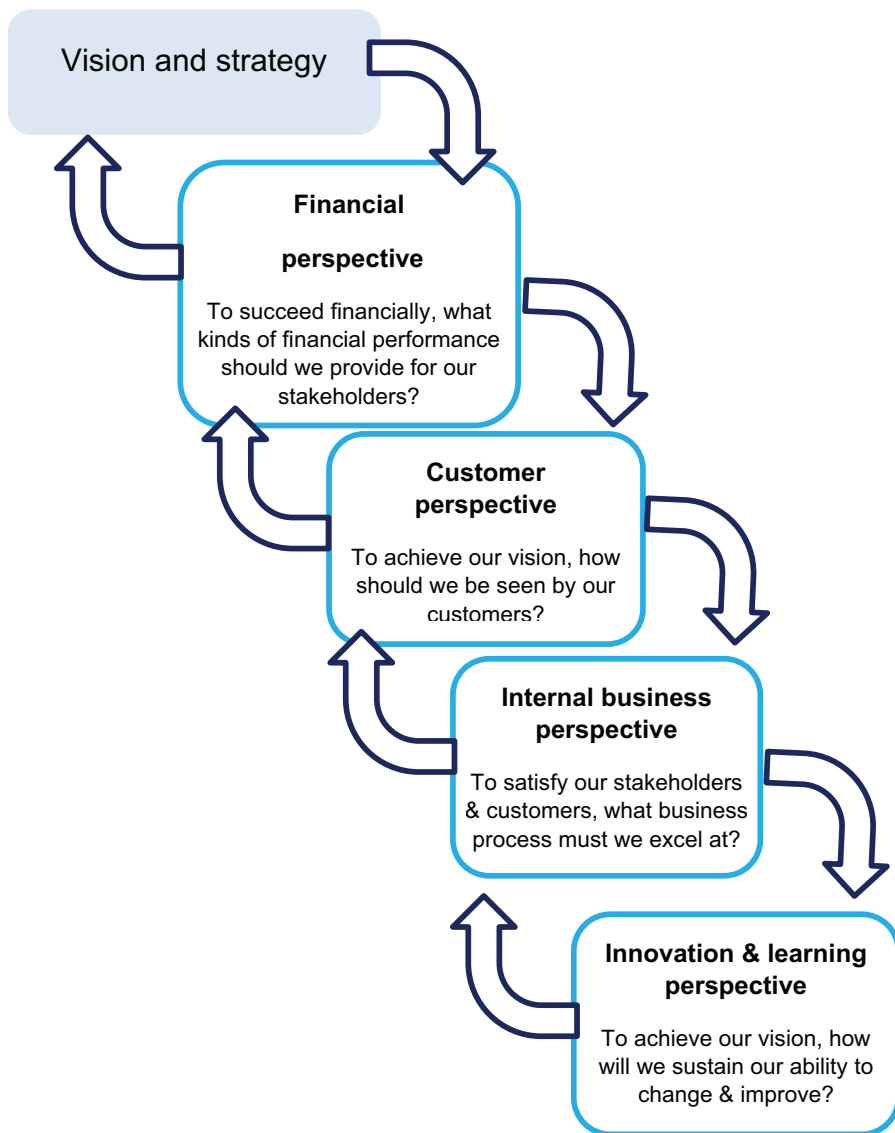 Vision and strategy
Financial
perspective
To succeed financially, what
kinds of financial performance
should we provide for our
stakeholders?
Customer
perspective
To achieve our vision, how
should we be seen by our
customers?
Internal business
perspective
To satisfy our stakeholders
& customers, what business
process must we excel at?
Innovation & learning
perspective
To achieve our vision, how
will we sustain our ability to
change & improve?